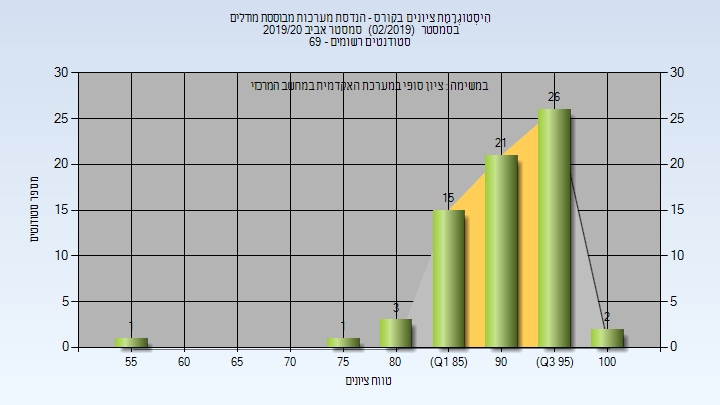 היסטוגרמת ציונים בקורס - הנדסת מערכות מבוססת מודלים
בסמסטר (02/2019) סמסטר אביב 2019/20
סטודנטים רשומים - 69
במשימה : ציון סופי במערכת האקדמית במחשב המרכזי
30 30
25 25
20 20
15 15
10 10
5 5
0 0
1 1 3 15 21 26 2
55 60 65 70 75 80 (Q1 85) 90 (Q3 95) 100
מספר סטודנטים
טווח ציונים